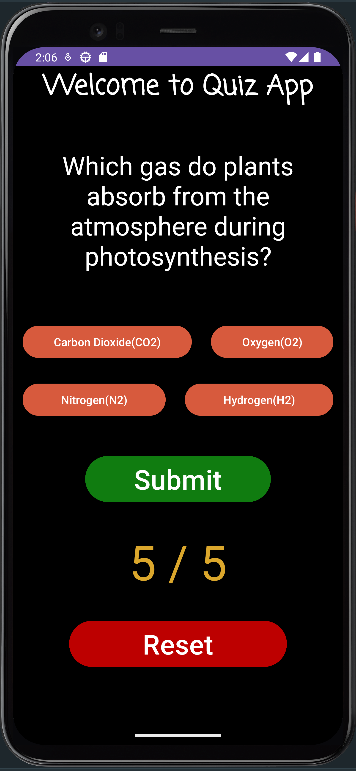 2:06
Welcome to Quiz App
Which gas do plants
absorb from the
atmosphere during
photosynthesis?
Carbon Dioxide(CO2) Oxygen(O2)
Nitrogen(N2) Hydrogen(H2)
Submit
5 / 5
Reset